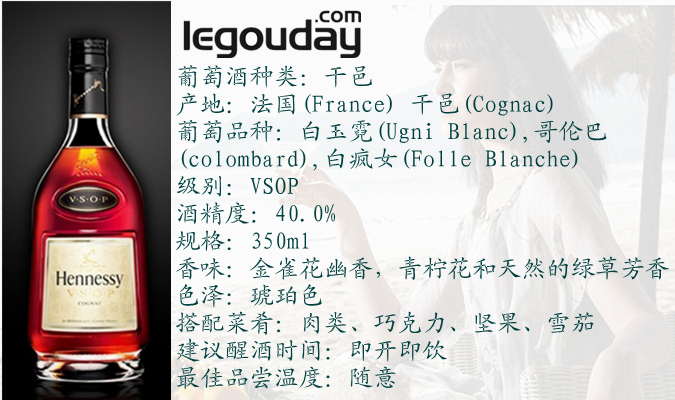 legouday.com
葡萄酒种类: 干邑
产地: 法国(France) 干邑(Cognac)
葡萄品种: 白玉霓(Ugni Blanc),哥伦巴
(colombard),白疯女(Folle Blanche)
级别: VSOP
酒精度: 40.0%
规格: 350ml
香味: 金雀花幽香，青柠花和天然的绿草芳香
色泽: 琥珀色
搭配菜肴: 肉类、巧克力、坚果、雪茄
建议醒酒时间: 即开即饮
最佳品尝温度: 随意
V·S·O·P
Hennessy
V·S·O·P
COGNAC